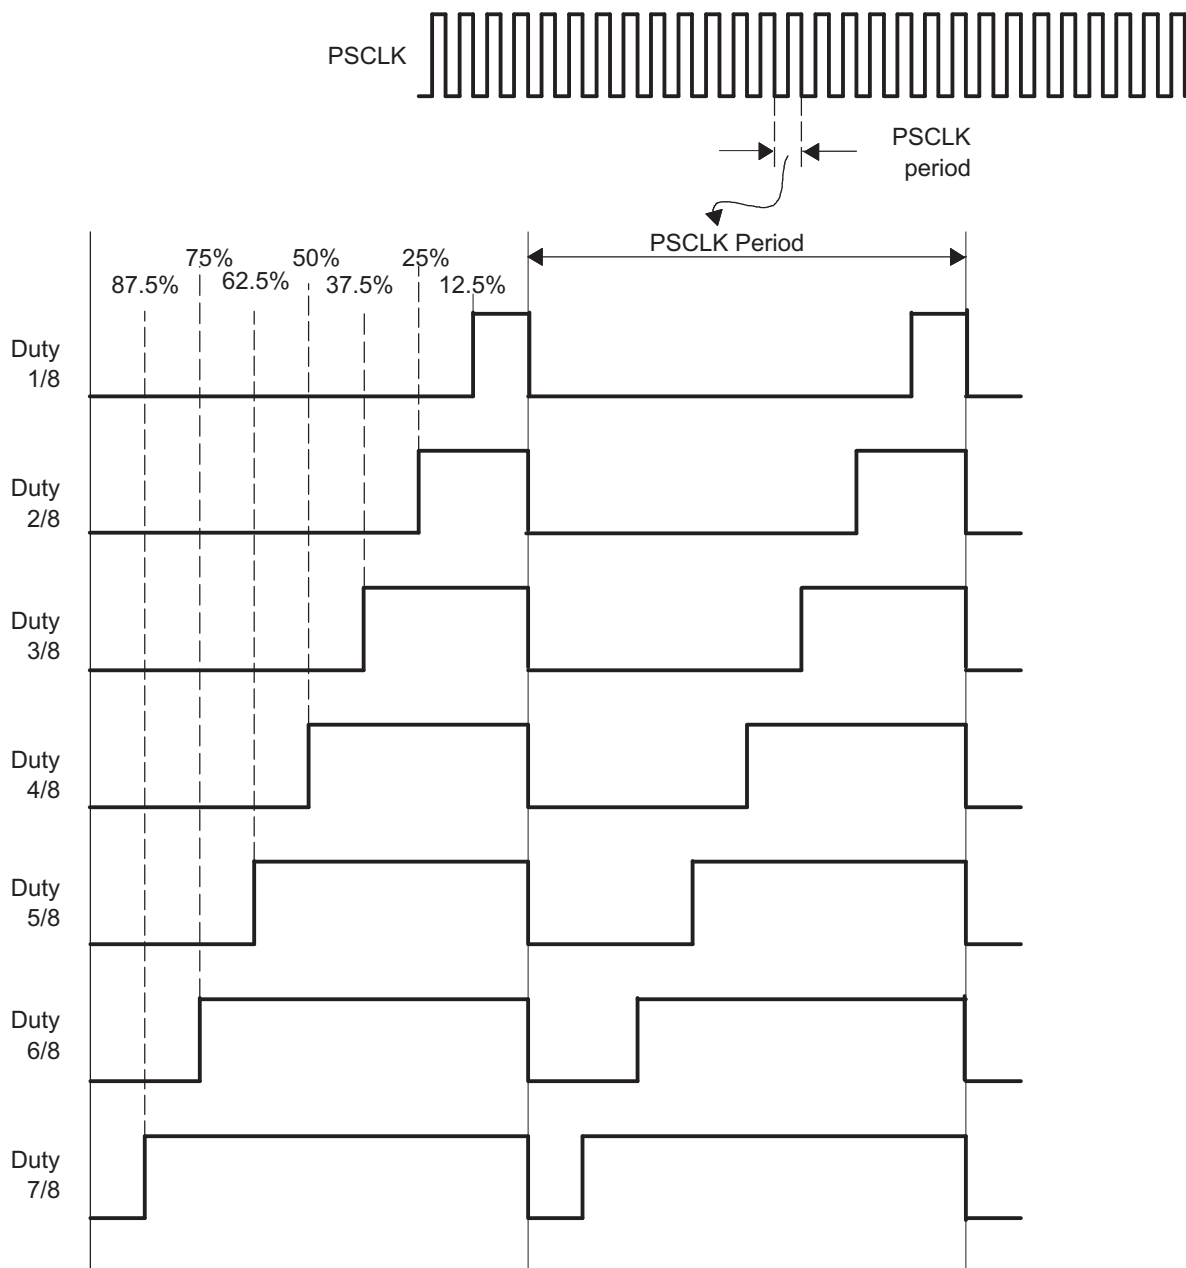 PSCLK
PSCLK
period
PSCLK Period
75%
50%
25%
87.5%
62.5%
37.5%
12.5%
Duty
1/8
Duty
2/8
Duty
3/8
Duty
4/8
Duty
5/8
Duty
6/8
Duty
7/8